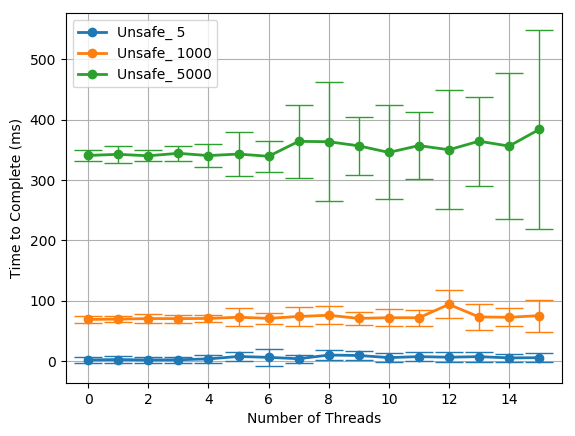 Unsafe_ 5
Unsafe_ 1000
Unsafe_ 5000
Time to Complete (ms)
500
400
300
200
100
0
0 2 4 6 8 10 12 14
Number of Threads